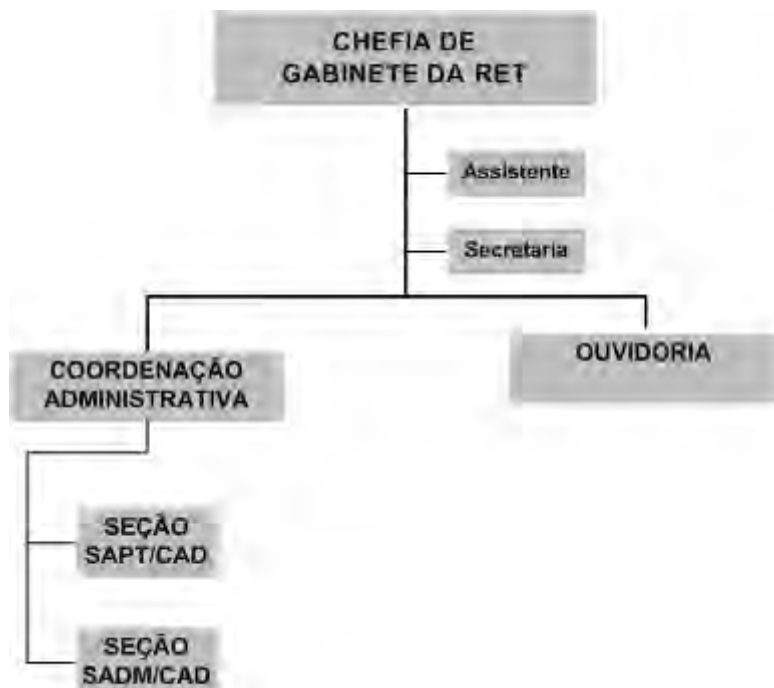 CHEFIA DE
GABINETE DA RET
Assistente
Secretaria
COORDENAÇÃO
ADMINISTRATIVA
OUVIDORIA
SEÇÃO
SAPT/CAD
SEÇÃO
SADM/CAD